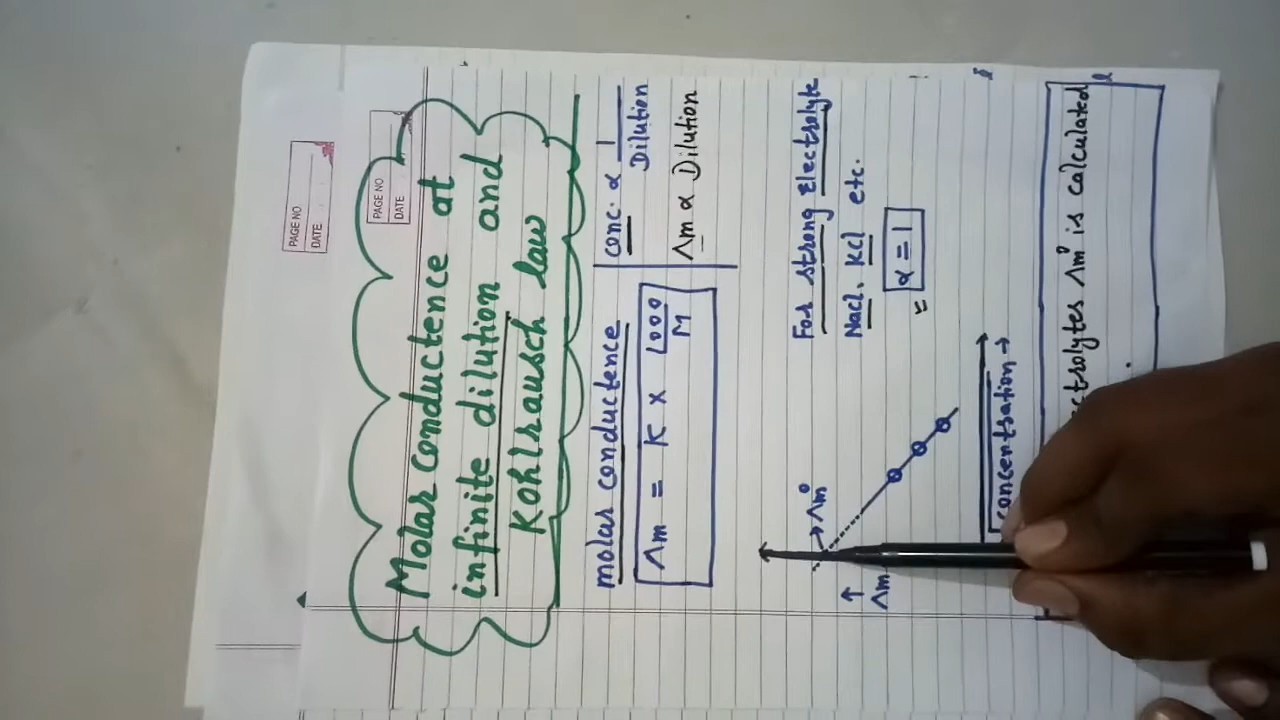 PAGE NO
DATE
PAGE NO
DATE
Molar conductence at
infinite dilution and
Kohlrausch law
molar conductence
Λm = K × 1000
M
conc. α 1
Dilution
Λm α Dilution
For strong Electrolyte
Nacl, Kcl etc.
α = 1
→ Λm°
↑
Λm
concentration →
Λm° is calculated